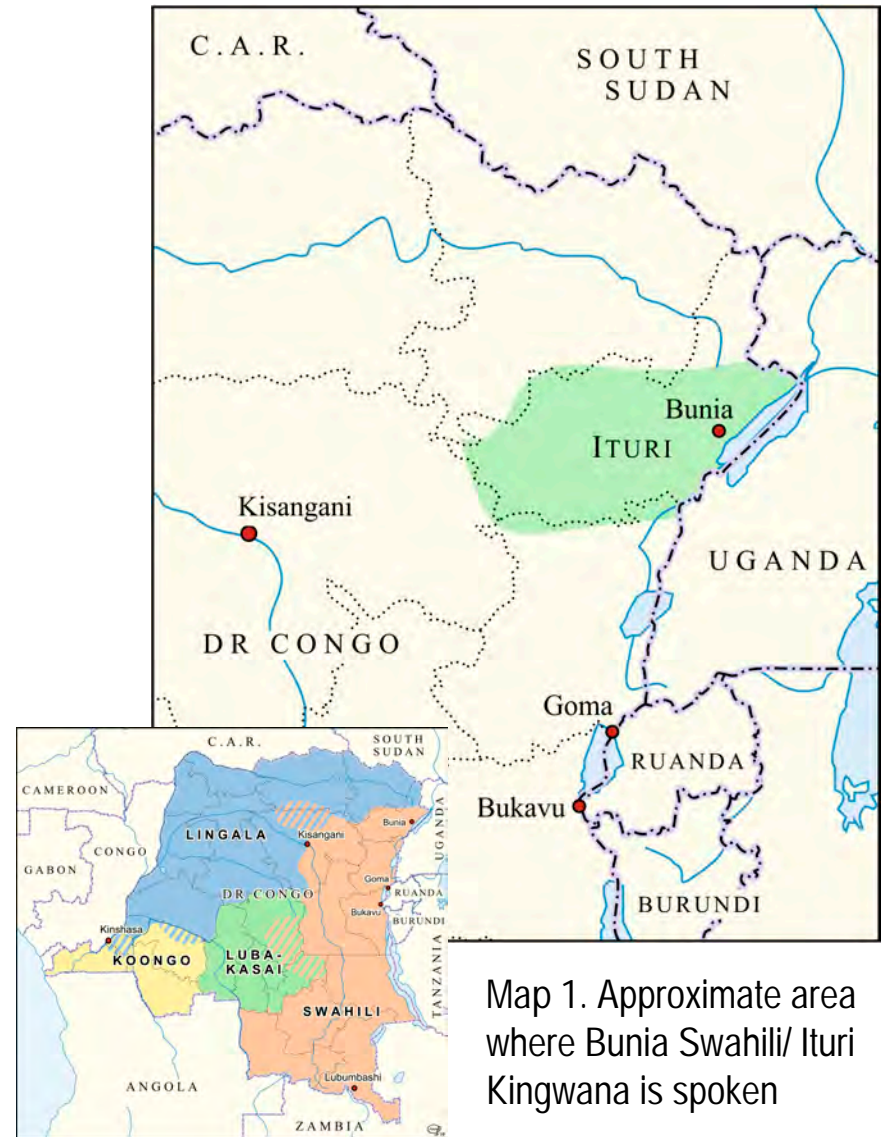 C.A.R.
SOUTH
SUDAN
Bunia
ITURI
Kisangani
UGANDA
DR CONGO
Goma
RUANDA
Bukavu
BURUNDI
C.A.R.
SOUTH
SUDAN
CAMEROON
Bunia
UGANDA
LINGALA
Kisangani
CONGO
GABON
DR CONGO
Goma
RUANDA
Bukavu
BURUNDI
Kinshasa
KOONGO
LUBA-
KASAI
TANZANIA
SWAHILI
Lubumbashi
ANGOLA
ZAMBIA
Map 1. Approximate area
where Bunia Swahili/ Ituri
Kingwana is spoken